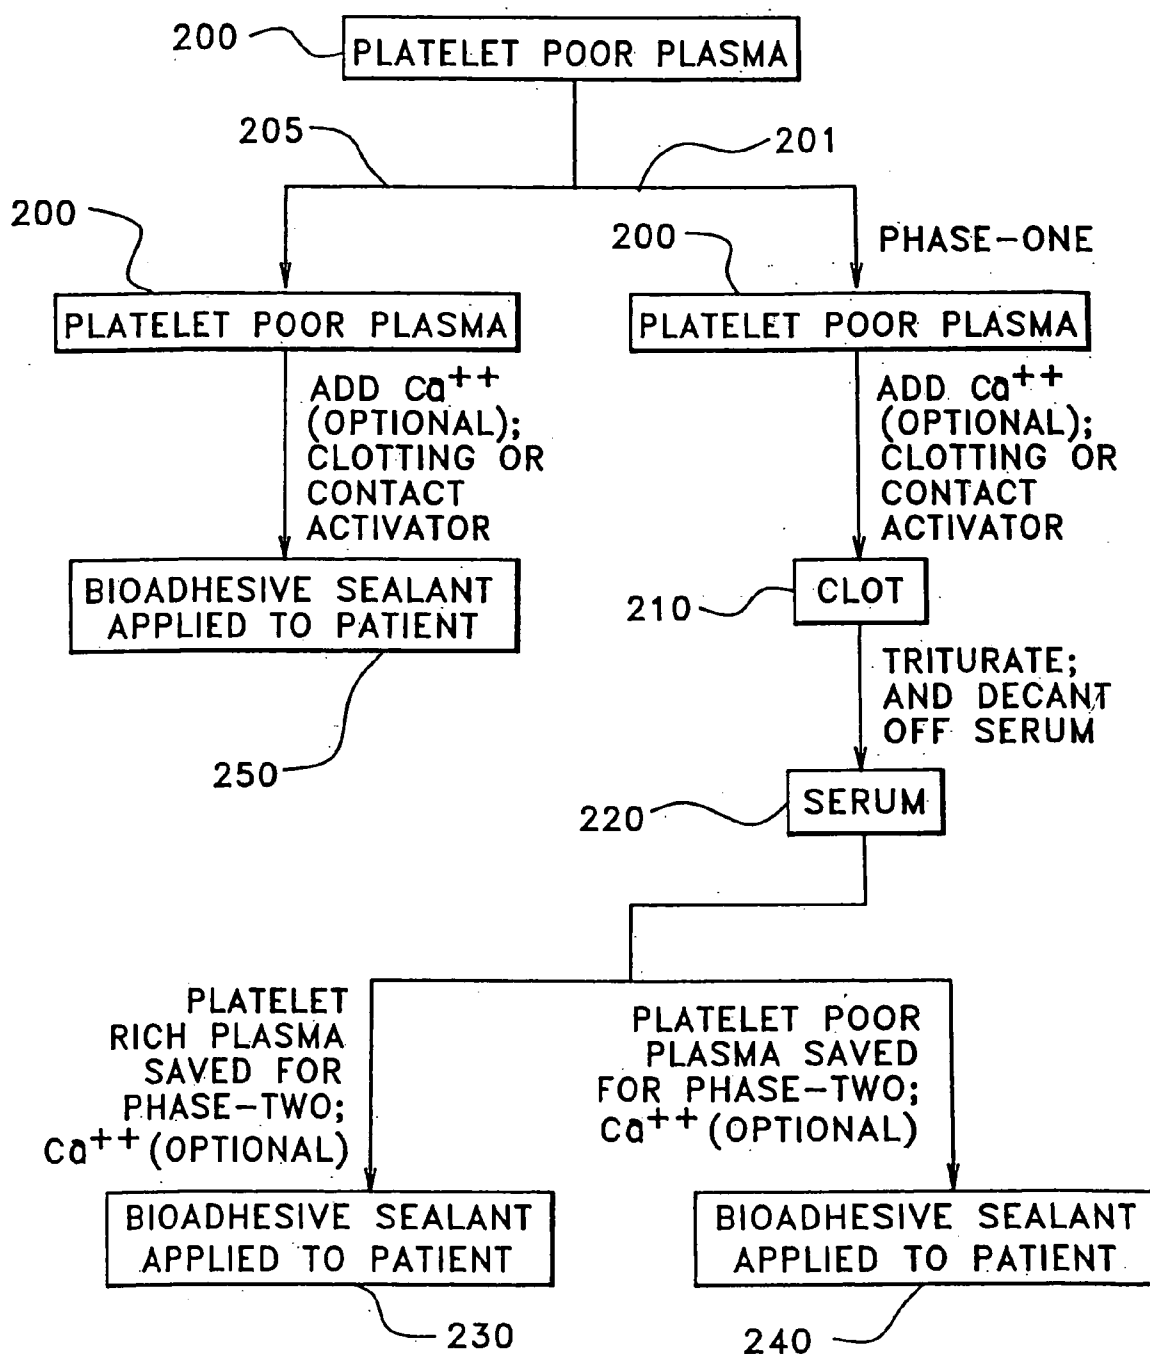 200
PLATELET POOR PLASMA
205
201
200
200
PHASE-ONE
PLATELET POOR PLASMA
PLATELET POOR PLASMA
ADD Ca++
(OPTIONAL);
CLOTTING OR
CONTACT
ACTIVATOR
ADD Ca++
(OPTIONAL);
CLOTTING OR
CONTACT
ACTIVATOR
BIOADHESIVE SEALANT
APPLIED TO PATIENT
210
CLOT
250
TRITURATE;
AND DECANT
OFF SERUM
220
SERUM
PLATELET
RICH PLASMA
SAVED FOR
PHASE-TWO;
Ca++ (OPTIONAL)
PLATELET POOR
PLASMA SAVED
FOR PHASE-TWO;
Ca++ (OPTIONAL)
BIOADHESIVE SEALANT
APPLIED TO PATIENT
BIOADHESIVE SEALANT
APPLIED TO PATIENT
230
240